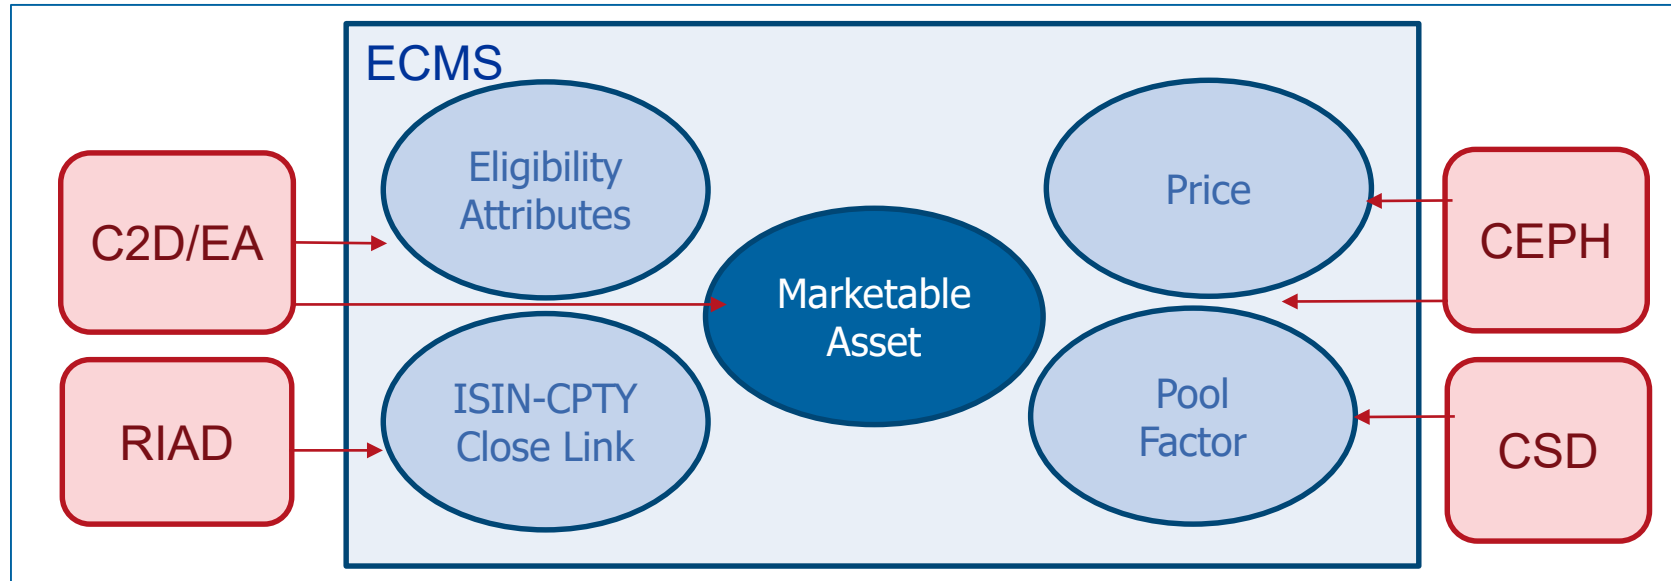 ECMS
Eligibility
Attributes
Price
C2D/EA
CEPH
Marketable
Asset
ISIN-CPTY
Close Link
Pool
Factor
RIAD
CSD